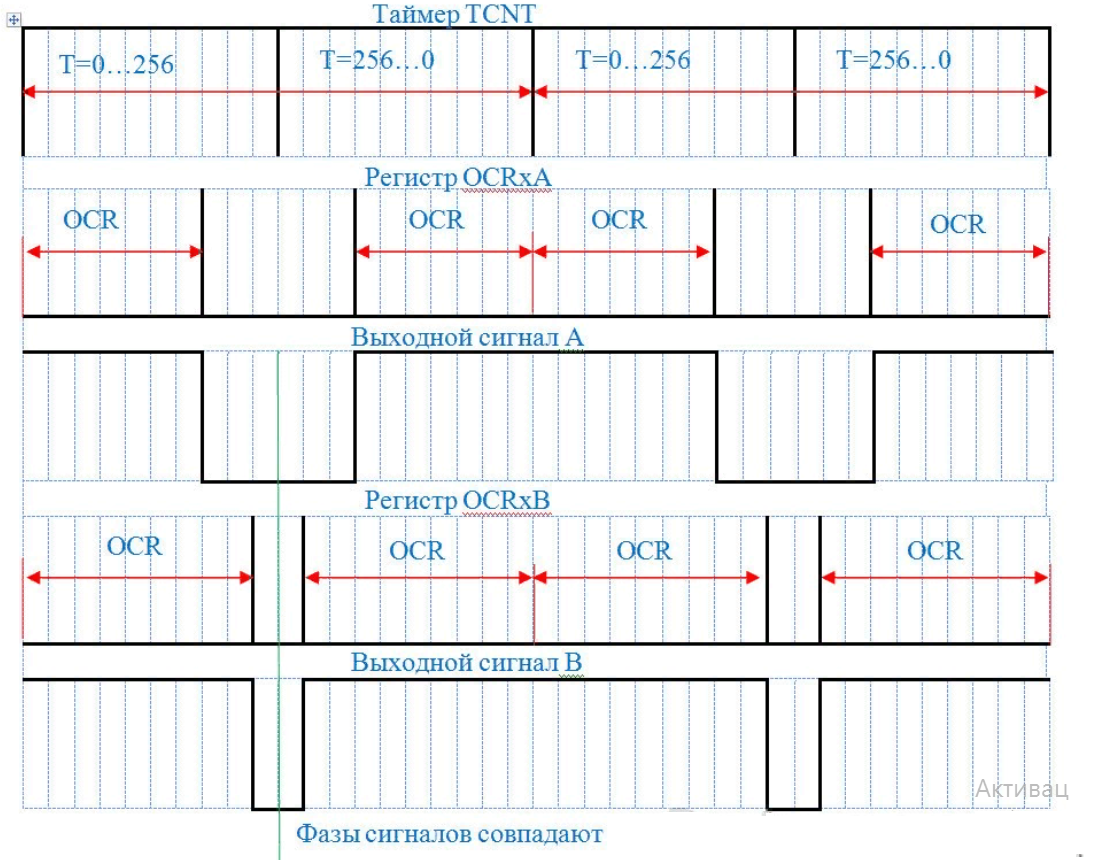 Таймер TCNT
T=0...256 T=256...0 T=0...256 T=256...0
Регистр OCRxA
OCR OCR OCR OCR
Выходной сигнал A
Регистр OCRxB
OCR OCR OCR OCR
Выходной сигнал B
Активац
Фазы сигналов совпадают